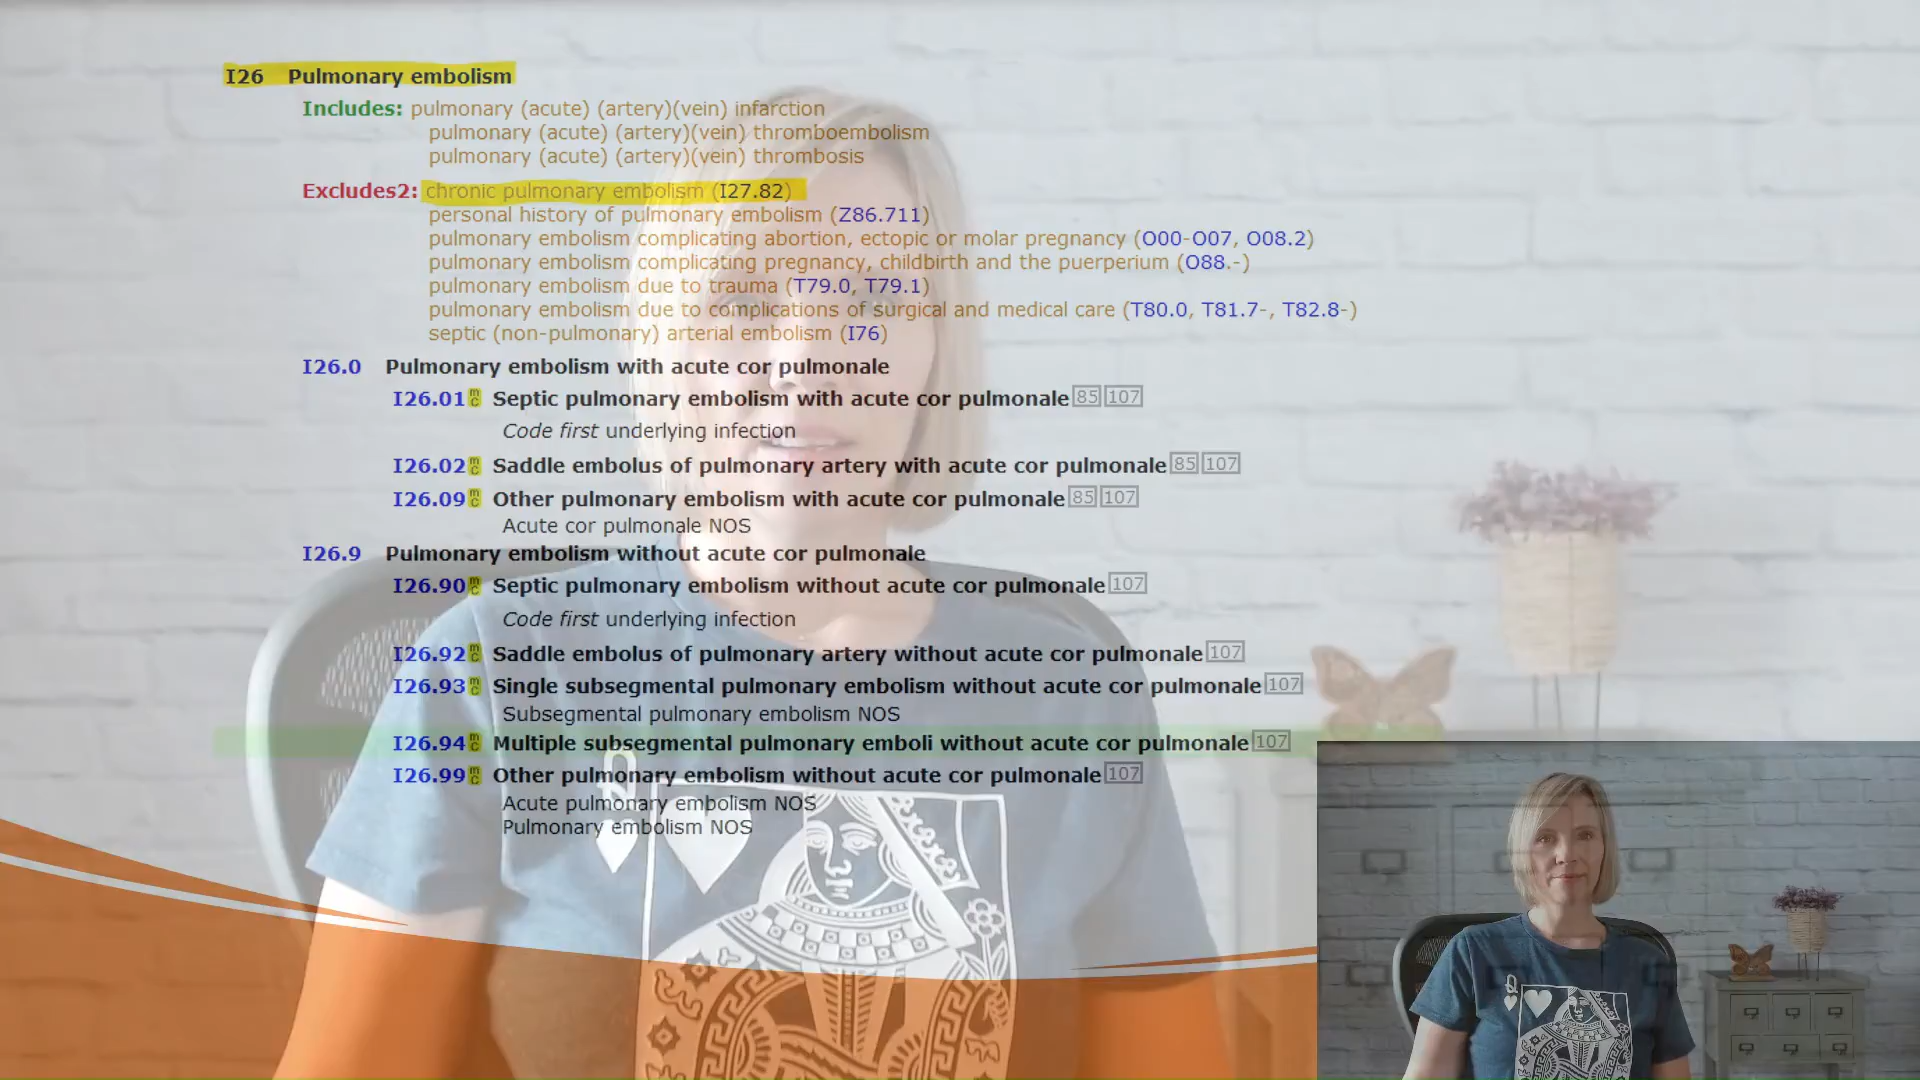 I26 Pulmonary embolism
Includes: pulmonary (acute) (artery)(vein) infarction
pulmonary (acute) (artery)(vein) thromboembolism
pulmonary (acute) (artery)(vein) thrombosis
Excludes2: chronic pulmonary embolism (I27.82)
personal history of pulmonary embolism (Z86.711)
pulmonary embolism complicating abortion, ectopic or molar pregnancy (O00-O07, O08.2)
pulmonary embolism complicating pregnancy, childbirth and the puerperium (O88.-)
pulmonary embolism due to trauma (T79.0, T79.1)
pulmonary embolism due to complications of surgical and medical care (T80.0, T81.7-, T82.8-)
septic (non-pulmonary) arterial embolism (I76)
I26.0 Pulmonary embolism with acute cor pulmonale
I26.01 mc Septic pulmonary embolism with acute cor pulmonale 85 107
Code first underlying infection
I26.02 mc Saddle embolus of pulmonary artery with acute cor pulmonale 85 107
I26.09 mc Other pulmonary embolism with acute cor pulmonale 85 107
Acute cor pulmonale NOS
I26.9 Pulmonary embolism without acute cor pulmonale
I26.90 mc Septic pulmonary embolism without acute cor pulmonale 107
Code first underlying infection
I26.92 mc Saddle embolus of pulmonary artery without acute cor pulmonale 107
I26.93 mc Single subsegmental pulmonary embolism without acute cor pulmonale 107
Subsegmental pulmonary embolism NOS
I26.94 mc Multiple subsegmental pulmonary emboli without acute cor pulmonale 107
I26.99 mc Other pulmonary embolism without acute cor pulmonale 107
Acute pulmonary embolism NOS
Pulmonary embolism NOS
Q
Q